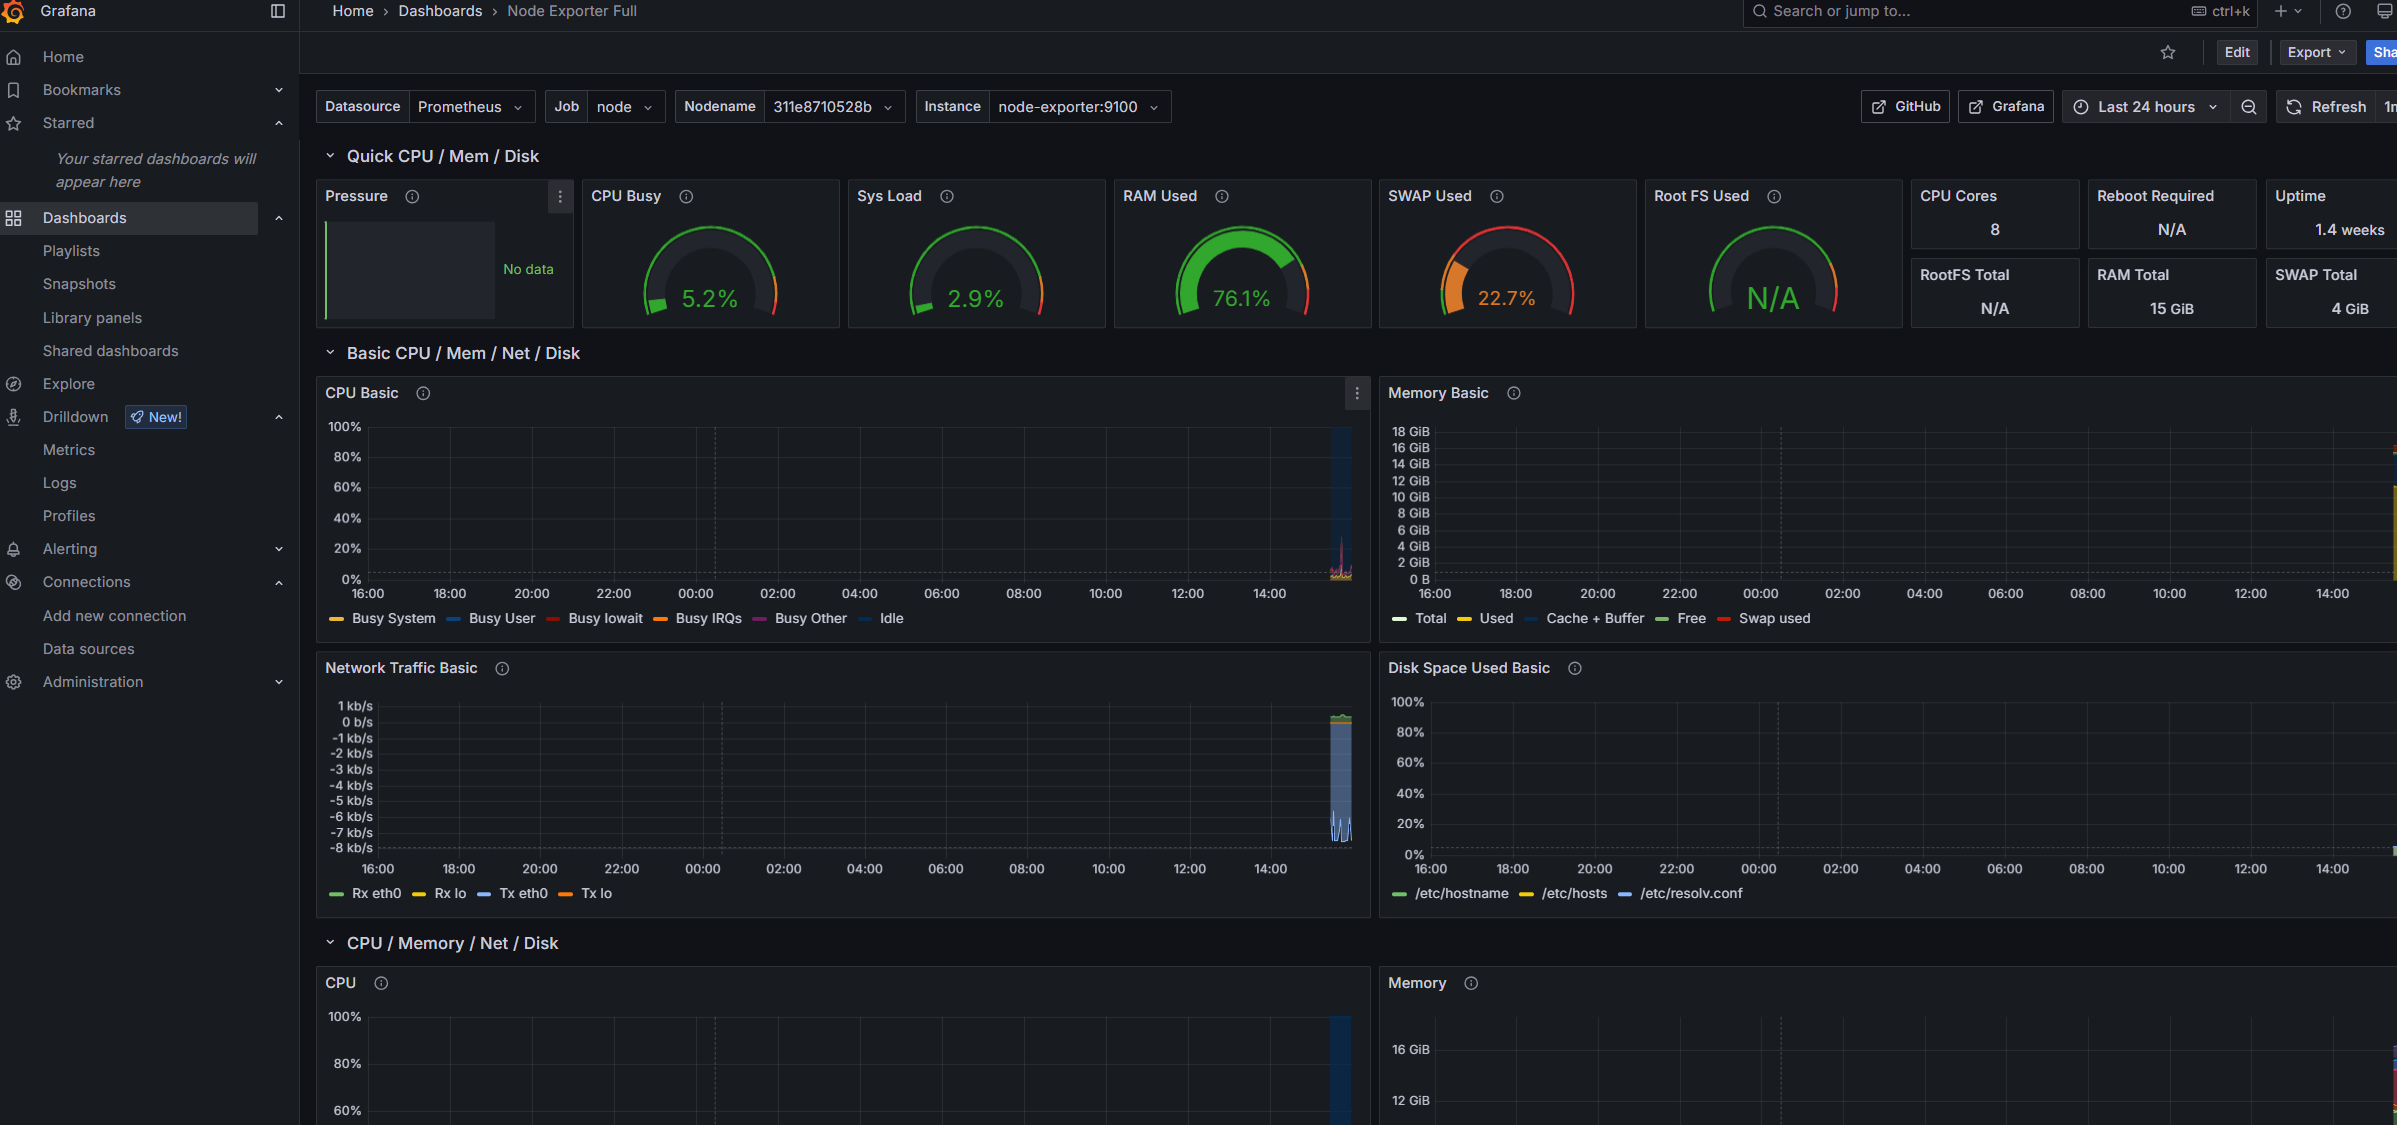 Grafana
Home › Dashboards › Node Exporter Full
Search or jump to... ctrl+k
Edit Export
Home
Bookmarks
Starred
Your starred dashboards will
appear here
Dashboards
Playlists
Snapshots
Library panels
Shared dashboards
Explore
Drilldown New!
Metrics
Logs
Profiles
Alerting
Connections
Add new connection
Data sources
Administration
Datasource Prometheus Job node Nodename 311e8710528b Instance node-exporter:9100
GitHub Grafana Last 24 hours Refresh
Quick CPU / Mem / Disk
Pressure
No data
CPU Busy
5.2%
Sys Load
2.9%
RAM Used
76.1%
SWAP Used
22.7%
Root FS Used
N/A
CPU Cores
8
Reboot Required
N/A
Uptime
1.4 weeks
RootFS Total
N/A
RAM Total
15 GiB
SWAP Total
4 GiB
Basic CPU / Mem / Net / Disk
CPU Basic
100%
80%
60%
40%
20%
0%
16:00 18:00 20:00 22:00 00:00 02:00 04:00 06:00 08:00 10:00 12:00 14:00
Busy System Busy User Busy Iowait Busy IRQs Busy Other Idle
Memory Basic
18 GiB
16 GiB
14 GiB
12 GiB
10 GiB
8 GiB
6 GiB
4 GiB
2 GiB
0 B
16:00 18:00 20:00 22:00 00:00 02:00 04:00 06:00 08:00 10:00 12:00 14:00
Total Used Cache + Buffer Free Swap used
Network Traffic Basic
1 kb/s
0 b/s
-1 kb/s
-2 kb/s
-3 kb/s
-4 kb/s
-5 kb/s
-6 kb/s
-7 kb/s
-8 kb/s
16:00 18:00 20:00 22:00 00:00 02:00 04:00 06:00 08:00 10:00 12:00 14:00
Rx eth0 Rx lo Tx eth0 Tx lo
Disk Space Used Basic
100%
80%
60%
40%
20%
0%
16:00 18:00 20:00 22:00 00:00 02:00 04:00 06:00 08:00 10:00 12:00 14:00
/etc/hostname /etc/hosts /etc/resolv.conf
CPU / Memory / Net / Disk
CPU
100%
80%
60%
Memory
16 GiB
12 GiB